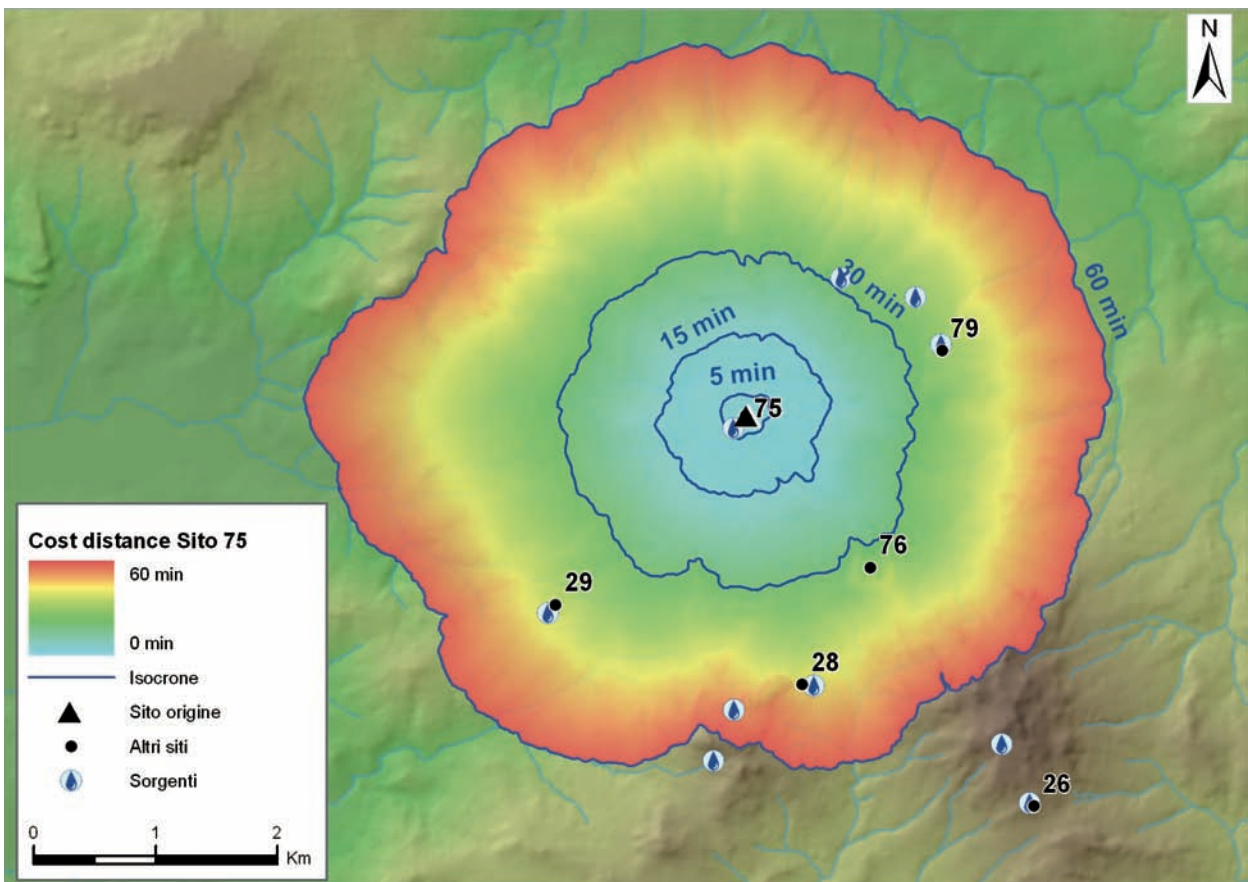 N
30 min
60 min
79
15 min
5 min
75
76
29
28
26
Cost distance Sito 75
60 min
0 min
Isocrone
Sito origine
Altri siti
Sorgenti
0 1 2
Km